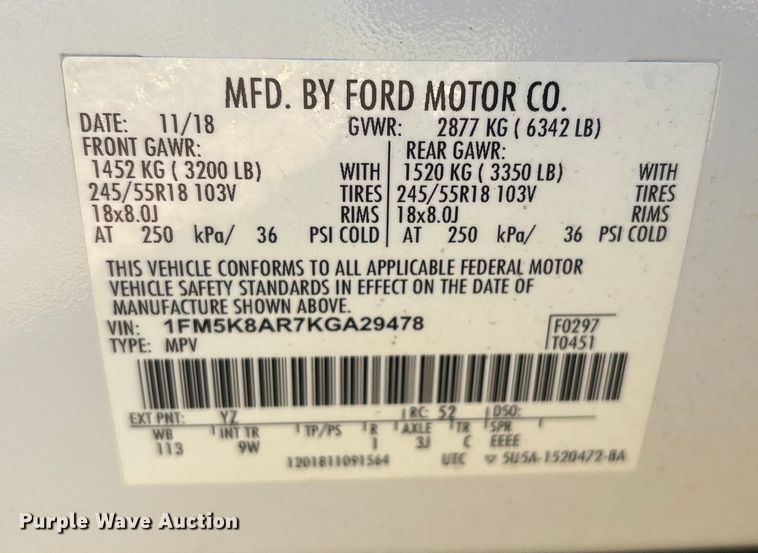 MFD. BY FORD MOTOR CO.
DATE: 11/18 GVWR: 2877 KG ( 6342 LB)
FRONT GAWR: REAR GAWR:
1452 KG ( 3200 LB) WITH 1520 KG ( 3350 LB) WITH
245/55R18 103V TIRES 245/55R18 103V TIRES
18x8.0J RIMS 18x8.0J RIMS
AT 250 kPa/ 36 PSI COLD AT 250 kPa/ 36 PSI COLD
THIS VEHICLE CONFORMS TO ALL APPLICABLE FEDERAL MOTOR
VEHICLE SAFETY STANDARDS IN EFFECT ON THE DATE OF
MANUFACTURE SHOWN ABOVE.
VIN: 1FM5K8AR7KGA29478 F0297
TYPE: MPV T0451
EXT PNT: YZ RC: 52 DSO:
WB INT TR TP/PS R AXLE TR SPR
113 9W 1 3J C EEEE
1201811091564 UTC ▽ 5U5A-1520472-BA
Purple Wave Auction